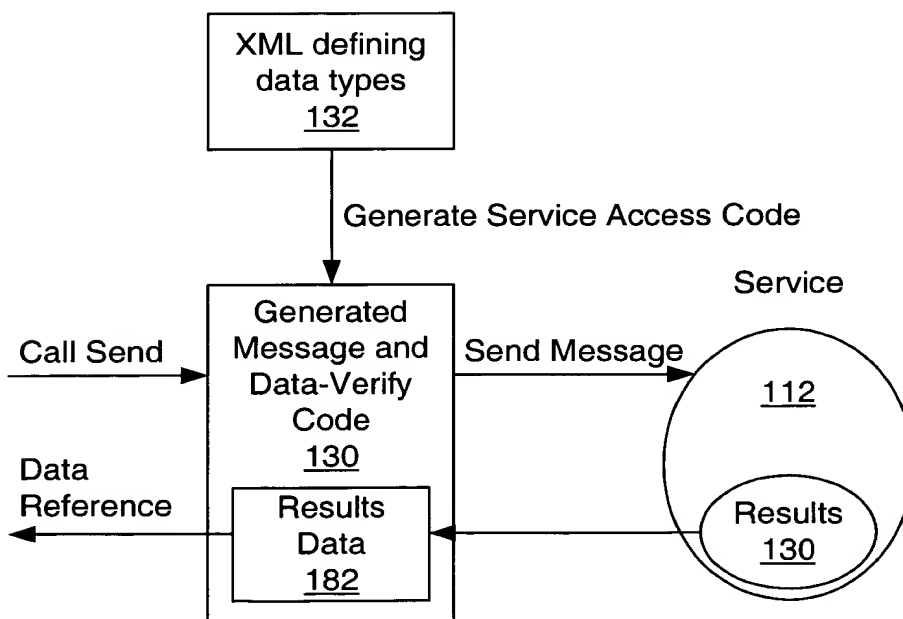 XML defining
data types
132
Generate Service Access Code
Service
Generated
Message and
Data-Verify
Code
130
Call Send
Send Message
112
Data
Reference
Results
Data
182
Results
130